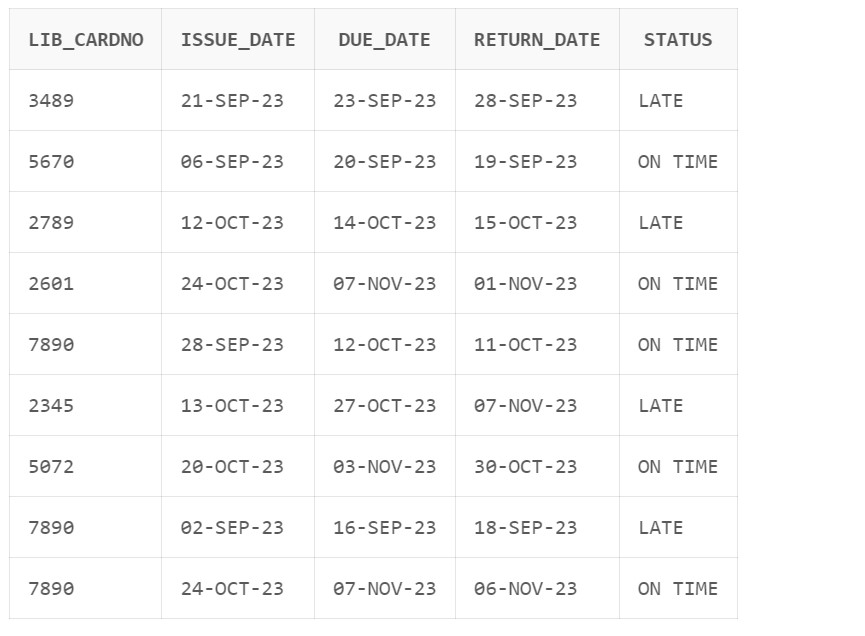 LIB_CARDNO ISSUE_DATE DUE_DATE RETURN_DATE STATUS
3489 21-SEP-23 23-SEP-23 28-SEP-23 LATE
5670 06-SEP-23 20-SEP-23 19-SEP-23 ON TIME
2789 12-OCT-23 14-OCT-23 15-OCT-23 LATE
2601 24-OCT-23 07-NOV-23 01-NOV-23 ON TIME
7890 28-SEP-23 12-OCT-23 11-OCT-23 ON TIME
2345 13-OCT-23 27-OCT-23 07-NOV-23 LATE
5072 20-OCT-23 03-NOV-23 30-OCT-23 ON TIME
7890 02-SEP-23 16-SEP-23 18-SEP-23 LATE
7890 24-OCT-23 07-NOV-23 06-NOV-23 ON TIME